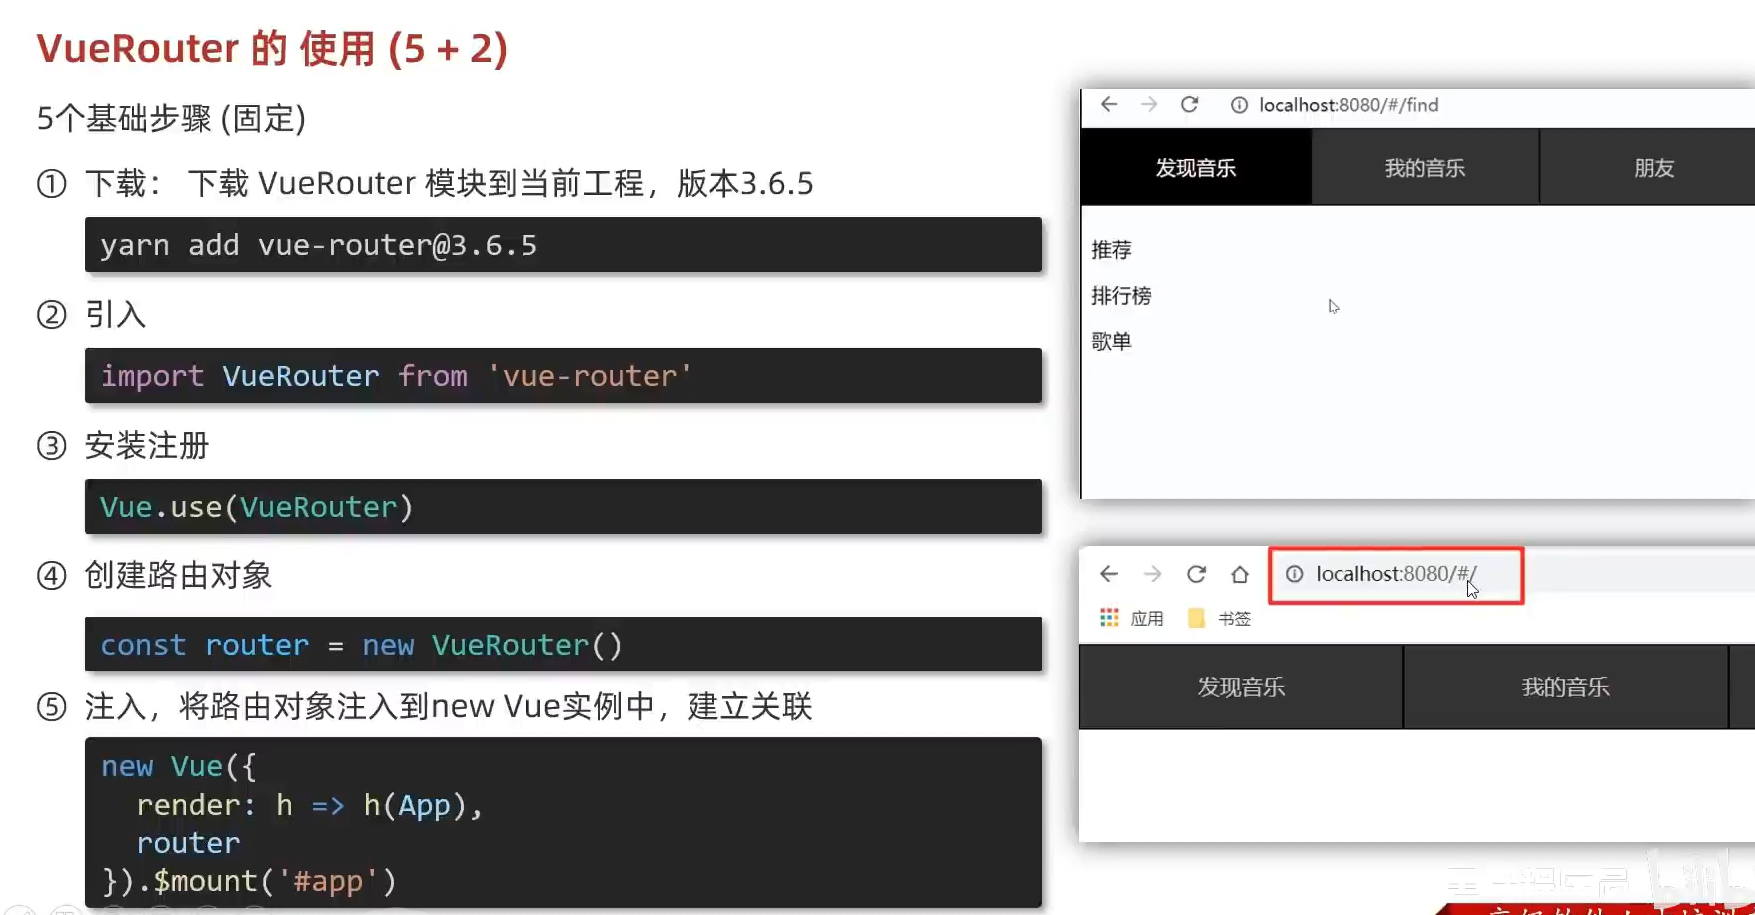 VueRouter 的 使用 (5 + 2)
5个基础步骤 (固定)
① 下载： 下载 VueRouter 模块到当前工程，版本3.6.5
yarn add vue-router@3.6.5
② 引入
import VueRouter from 'vue-router'
③ 安装注册
Vue.use(VueRouter)
④ 创建路由对象
const router = new VueRouter()
⑤ 注入，将路由对象注入到new Vue实例中，建立关联
new Vue({
  render: h => h(App),
  router
}).$mount('#app')
localhost:8080/#/find
发现音乐 我的音乐 朋友
推荐
排行榜
歌单
localhost:8080/#/
应用 书签
发现音乐 我的音乐